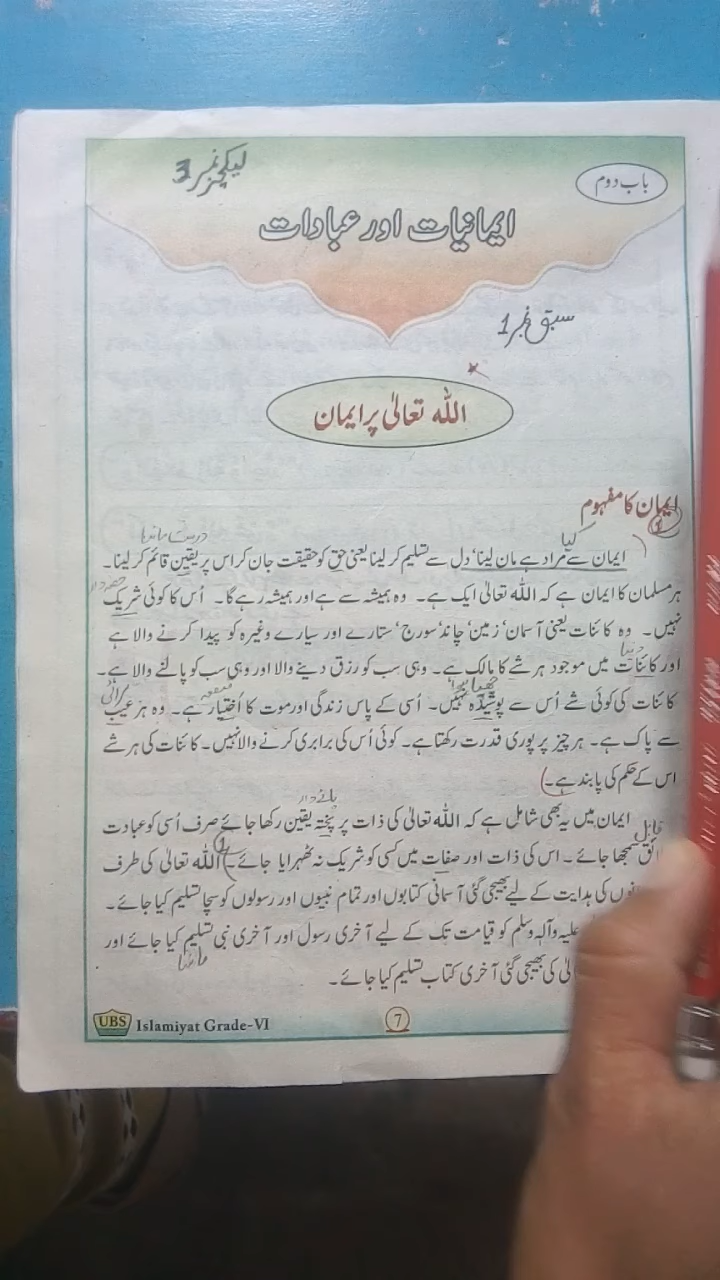 لیکچر نمبر 3
باب دوم
ایمانیات اور عبادات
سبق نمبر 1
اللہ تعالیٰ پر ایمان
ایمان کا مفہوم
درست ماننا
ایمان سے مراد ہے مان لینا‘ دل سے تسلیم کر لینا یعنی حق کو حقیقت جان کر اس پر یقین قائم کر لینا۔
ہر مسلمان کا ایمان ہے کہ اللہ تعالیٰ ایک ہے۔ وہ ہمیشہ سے ہے اور ہمیشہ رہے گا۔ اُس کا کوئی شریک
نہیں۔ وہ کائنات یعنی آسمان‘ زمین‘ چاند‘ سورج‘ ستارے اور سیارے وغیرہ کو پیدا کرنے والا ہے
دنیا
اور کائنات میں موجود ہر شے کا مالک ہے۔ وہی سب کو رزق دینے والا اور وہی سب کو پالنے والا ہے۔
چھپا ہوا
کائنات کی کوئی شے اُس سے پوشیدہ نہیں۔ اُسی کے پاس زندگی اور موت کا اُختیار ہے۔ وہ ہر عیب
سے پاک ہے۔ ہر چیز پر پوری قدرت رکھتا ہے۔ کوئی اُس کی برابری کرنے والا نہیں۔ کائنات کی ہر شے
اس کے حکم کی پابند ہے۔
ایمان میں یہ بھی شامل ہے کہ اللہ تعالیٰ کی ذات پر پختہ یقین رکھا جائے صرف اُسی کو عبادت
قابل
سمجھا جائے۔ اس کی ذات اور صفات میں کسی کو شریک نہ ٹھہرایا جائے۔ اللہ تعالیٰ کی طرف
کی ہدایت کے لیے بھیجی گئی آسمانی کتابوں اور تمام نبیوں اور رسولوں کو سچا تسلیم کیا جائے۔
علیہ وآلہٖ وسلم کو قیامت تک کے لیے آخری رسول اور آخری نبی تسلیم کیا جائے اور
ماننا
کی بھیجی گئی آخری کتاب تسلیم کیا جائے۔
UBS Islamiyat Grade-VI
7